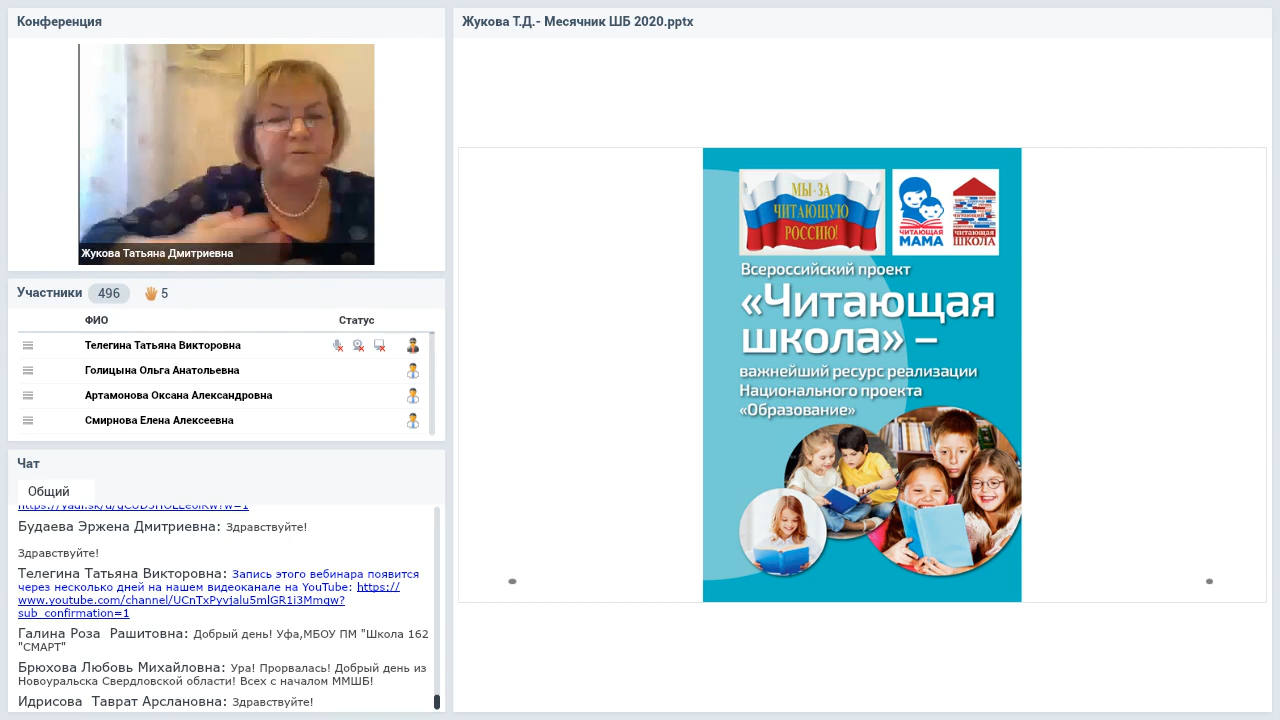 Конференция
Жукова Татьяна Дмитриевна
Участники 496 5
ФИО Статус
Телегина Татьяна Викторовна
Голицына Ольга Анатольевна
Артамонова Оксана Александровна
Смирнова Елена Алексеевна
Чат
Общий
Будаева Эржена Дмитриевна: Здравствуйте!
Здравствуйте!
Телегина Татьяна Викторовна: Запись этого вебинара появится
через несколько дней на нашем видеоканале на YouTube: https://
www.youtube.com/channel/UCnTxPyvjalu5mlGR1i3Mmqw?
sub_confirmation=1
Галина Роза Рашитовна: Добрый день! Уфа,МБОУ ПМ "Школа 162
"СМАРТ"
Брюхова Любовь Михайловна: Ура! Прорвалась! Добрый день из
Новоуральска Свердловской области! Всех с началом ММШБ!
Идрисова Таврат Арслановна: Здравствуйте!
Жукова Т.Д.- Месячник ШБ 2020.pptx
МЫ-ЗА
ЧИТАЮЩУЮ
РОССИЮ!
ЧИТАЮЩАЯ
МАМА
читающая
ШКОЛА
Всероссийский проект
«Читающая
школа» –
важнейший ресурс реализации
Национального проекта
«Образование»